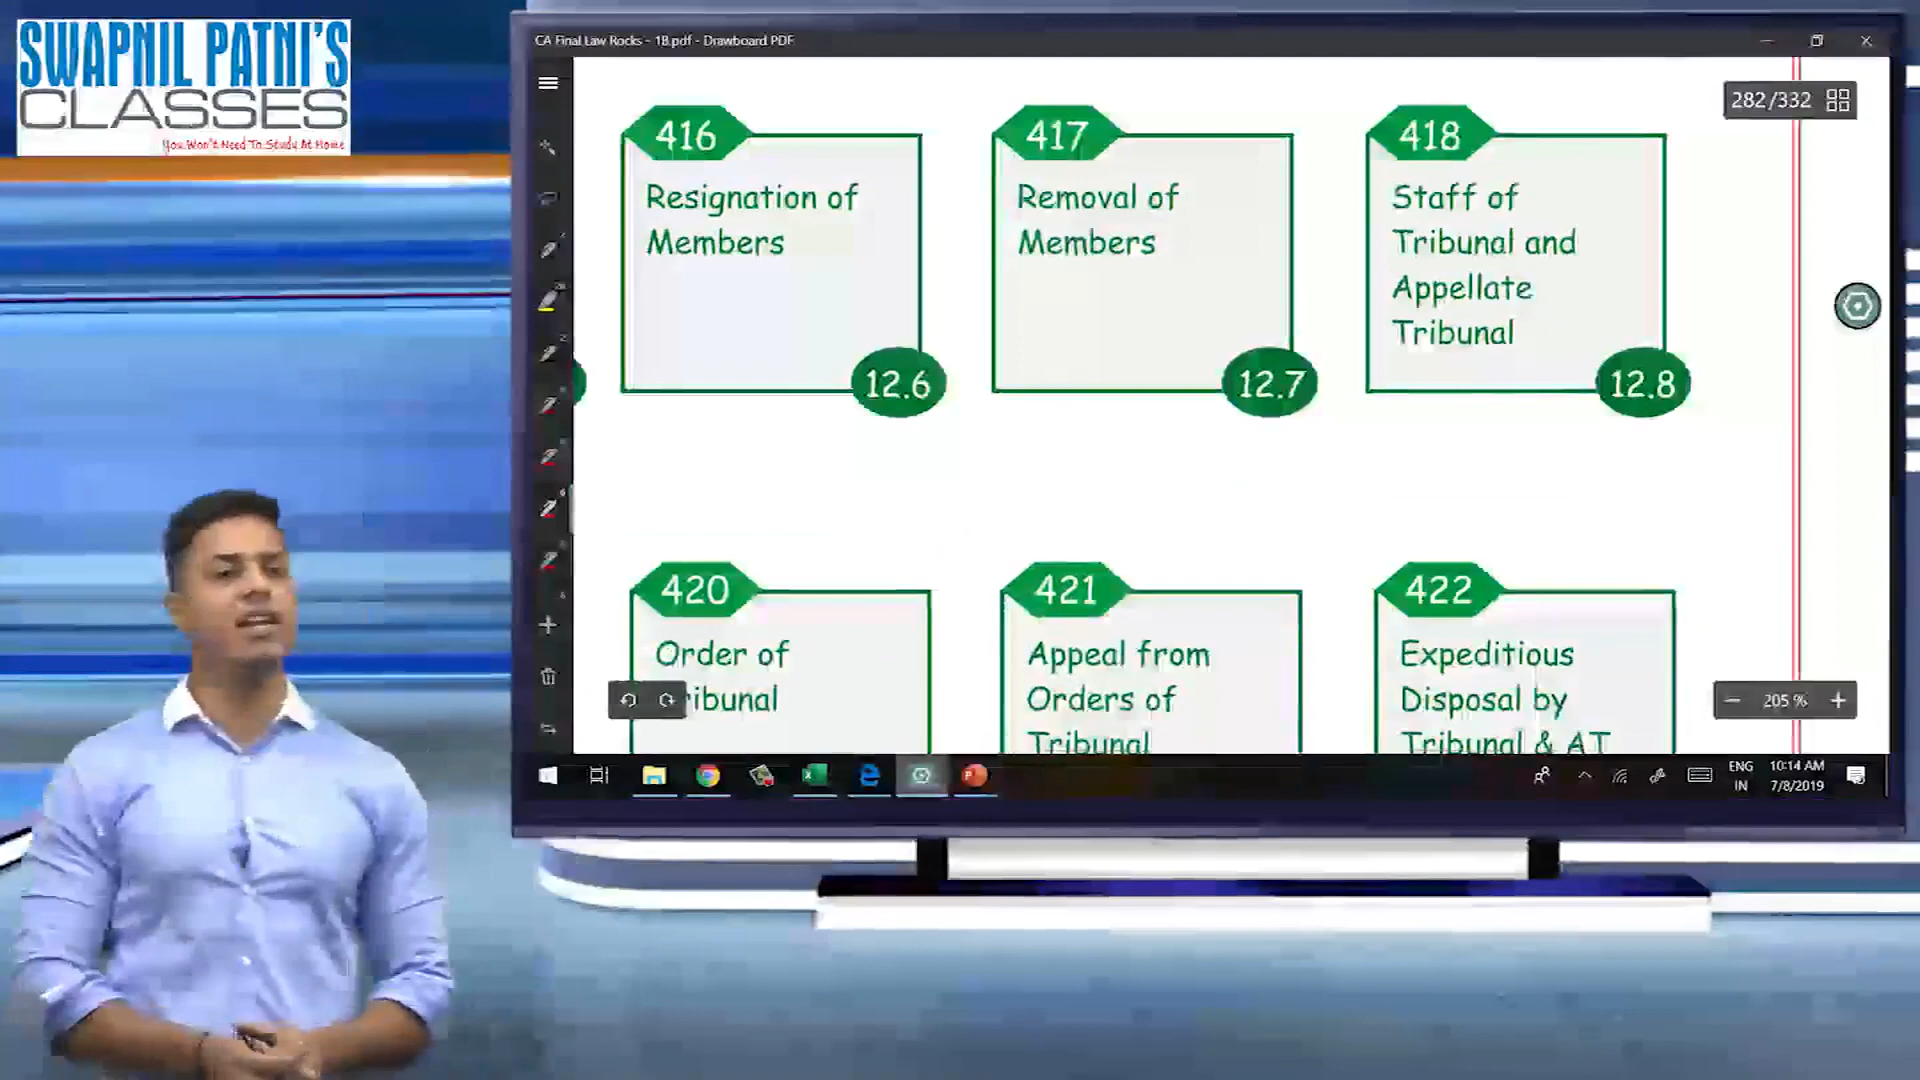 SWAPNIL PATNI'S
CLASSES
You Won't Need To Study At Home
CA Final Law Rocks - 1B.pdf - Drawboard PDF
282/332
416
Resignation of
Members
12.6
417
Removal of
Members
12.7
418
Staff of
Tribunal and
Appellate
Tribunal
12.8
420
Order of
ribunal
421
Appeal from
Orders of
Tribunal
422
Expeditious
Disposal by
Tribunal & AT
205 %
ENG
IN
10:14 AM
7/8/2019